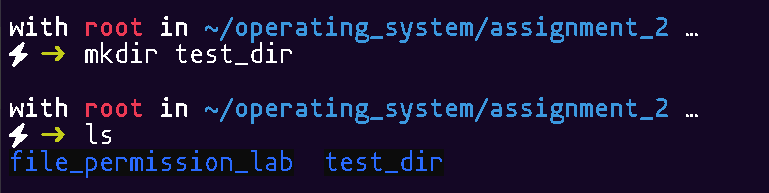 with root in ~/operating_system/assignment_2 …
⚡ → mkdir test_dir
with root in ~/operating_system/assignment_2 …
⚡ → ls
file_permission_lab  test_dir